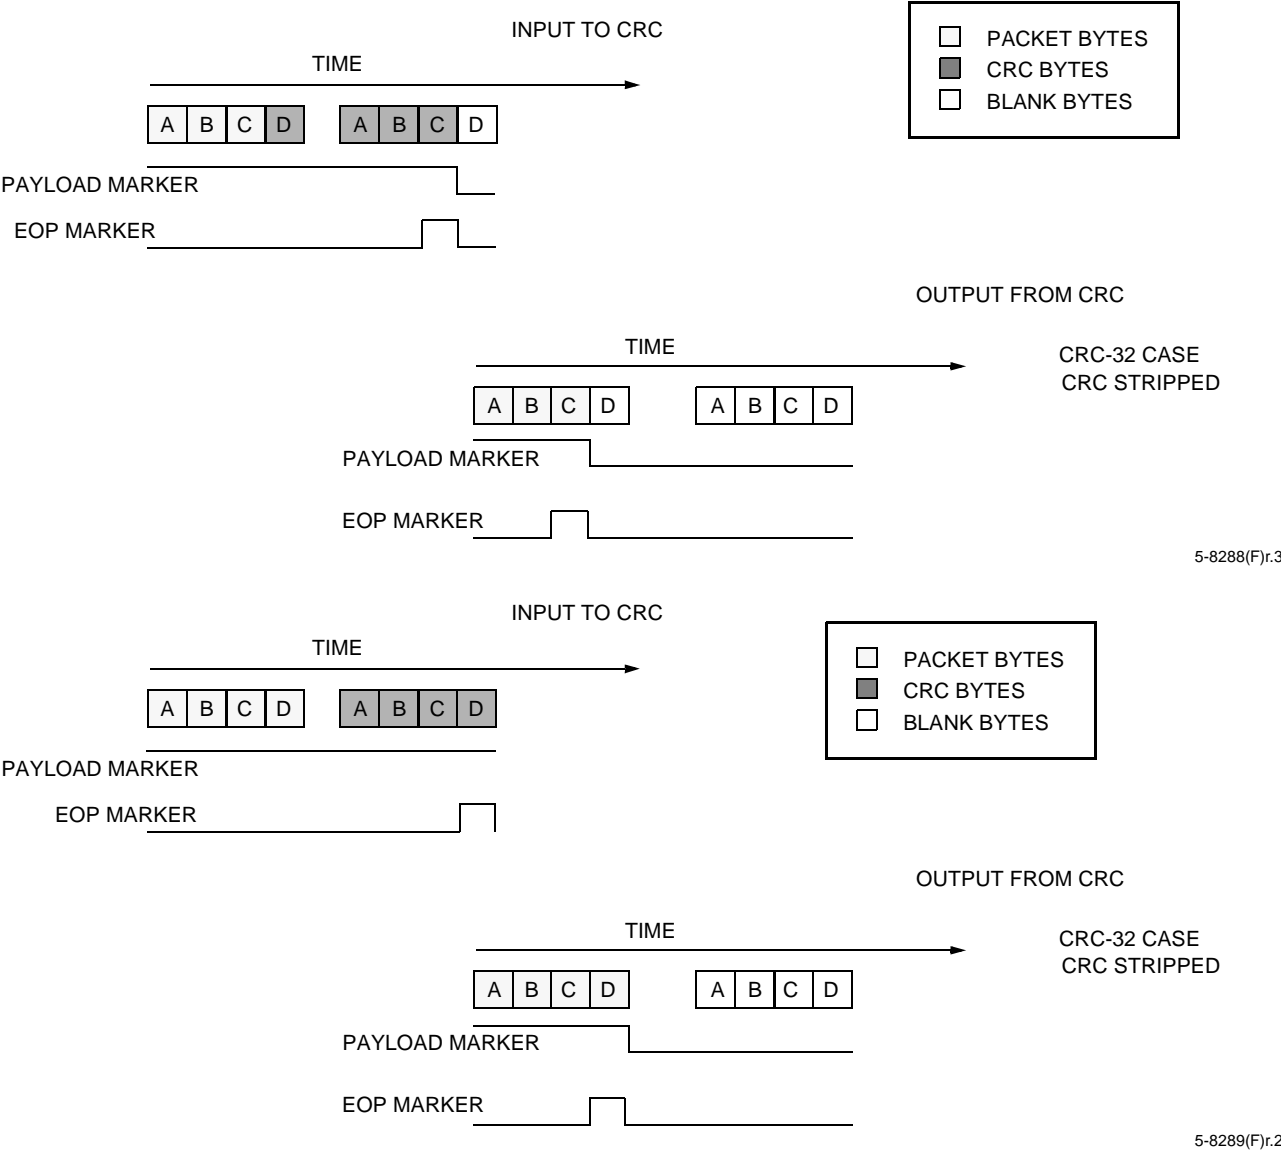 INPUT TO CRC
PACKET BYTES
CRC BYTES
BLANK BYTES
TIME
A B C D A B C D
PAYLOAD MARKER
EOP MARKER
OUTPUT FROM CRC
TIME
CRC-32 CASE
CRC STRIPPED
A B C D A B C D
PAYLOAD MARKER
EOP MARKER
5-8288(F)r.3
INPUT TO CRC
TIME
PACKET BYTES
CRC BYTES
BLANK BYTES
A B C D A B C D
PAYLOAD MARKER
EOP MARKER
OUTPUT FROM CRC
TIME
CRC-32 CASE
CRC STRIPPED
A B C D A B C D
PAYLOAD MARKER
EOP MARKER
5-8289(F)r.2